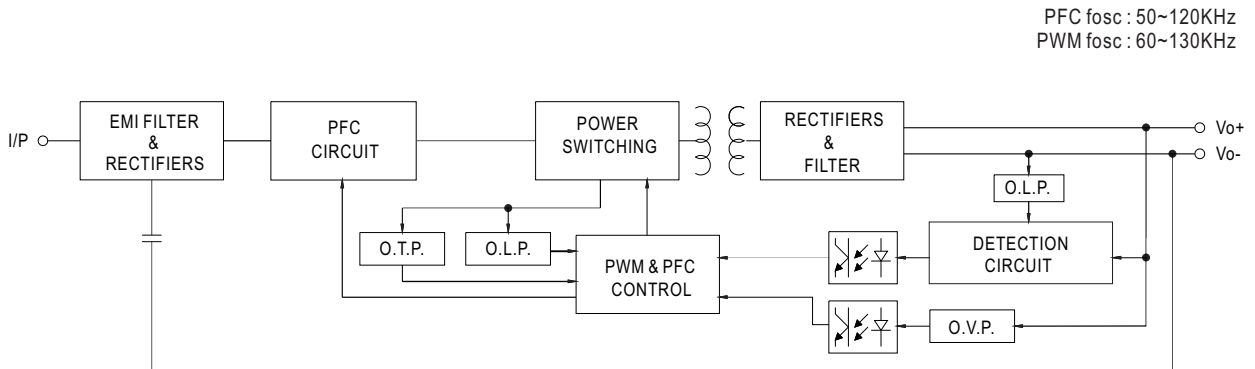 PFC fosc : 50~120KHz
PWM fosc : 60~130KHz
I/P
EMI FILTER
&
RECTIFIERS
PFC
CIRCUIT
POWER
SWITCHING
RECTIFIERS
&
FILTER
Vo+
Vo-
O.L.P.
O.T.P.
O.L.P.
PWM & PFC
CONTROL
DETECTION
CIRCUIT
O.V.P.